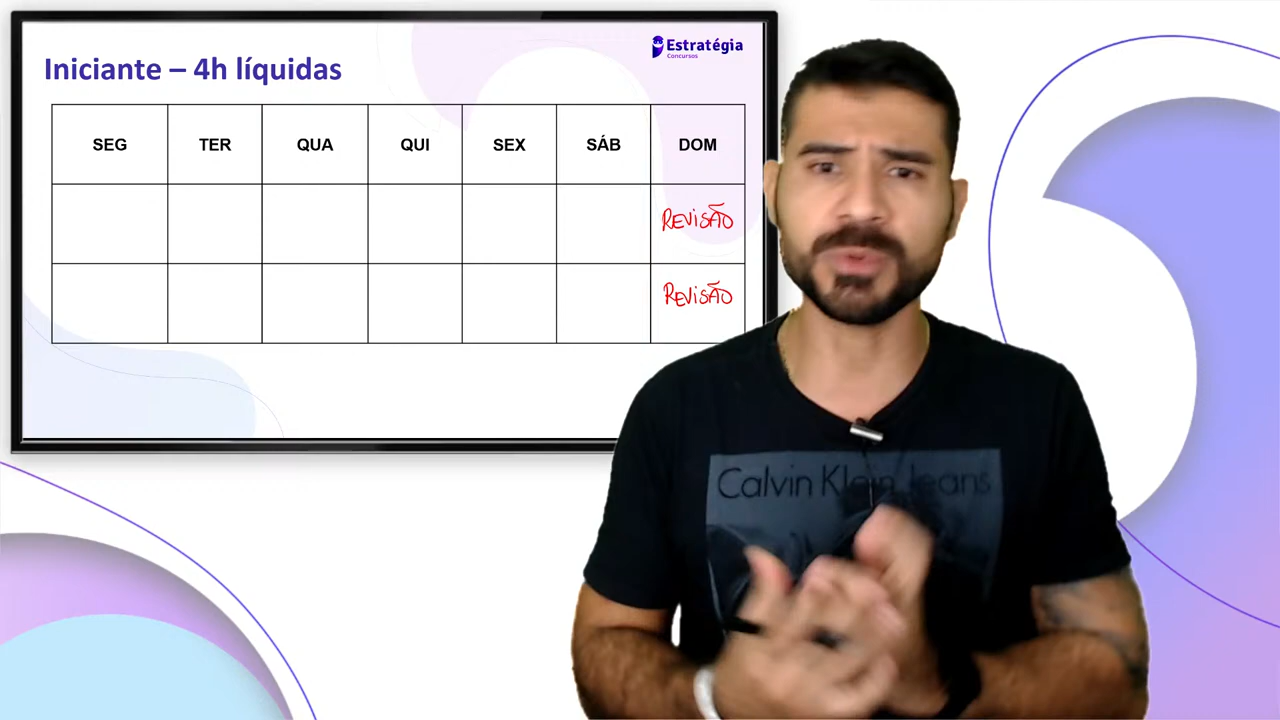 Estratégia
Concursos
Iniciante – 4h líquidas
SEG TER QUA QUI SEX SÁB DOM
REVISÃO
REVISÃO
Calvin Klein Jeans